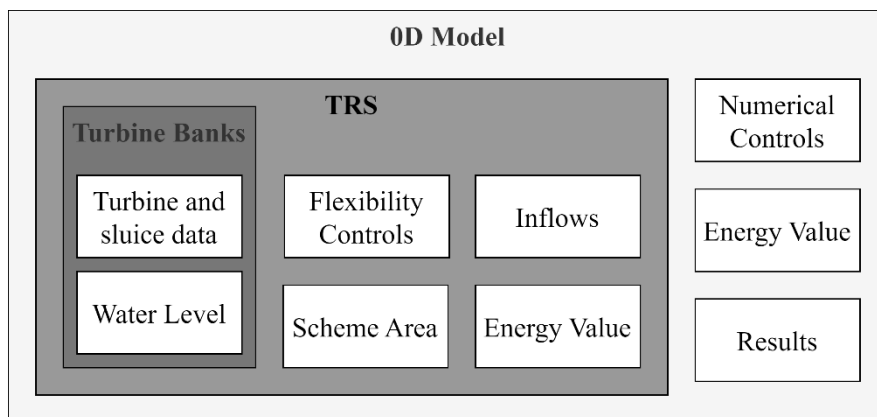 0D Model
TRS
Turbine Banks
Turbine and
sluice data
Water Level
Flexibility
Controls
Inflows
Scheme Area
Energy Value
Numerical
Controls
Energy Value
Results